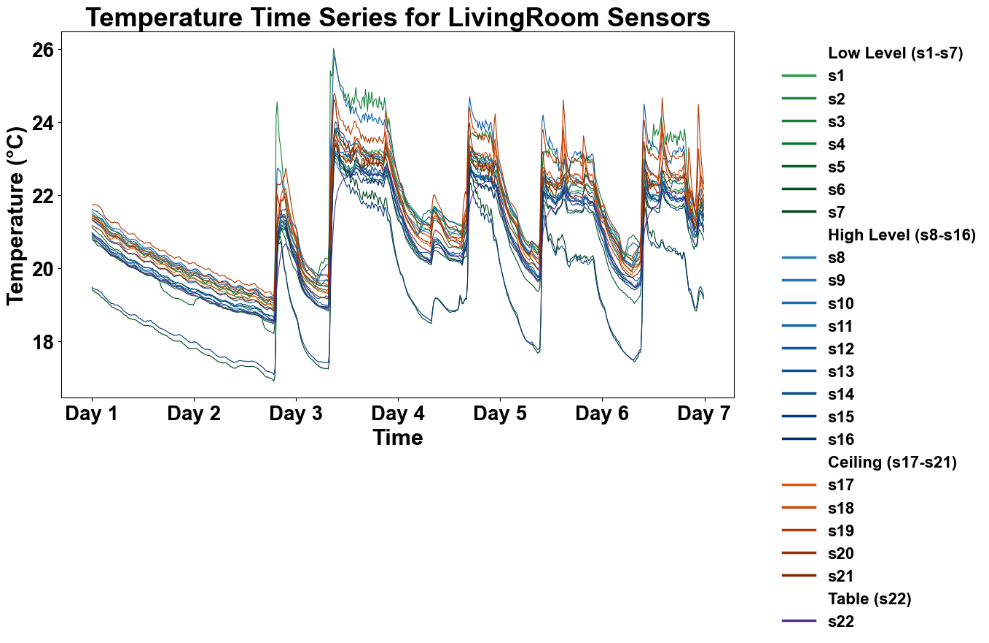 Temperature Time Series for LivingRoom Sensors
Temperature (°C)
26
24
22
20
18
Day 1
Day 2
Day 3
Day 4
Day 5
Day 6
Day 7
Time
Low Level (s1-s7)
s1
s2
s3
s4
s5
s6
s7
High Level (s8-s16)
s8
s9
s10
s11
s12
s13
s14
s15
s16
Ceiling (s17-s21)
s17
s18
s19
s20
s21
Table (s22)
s22